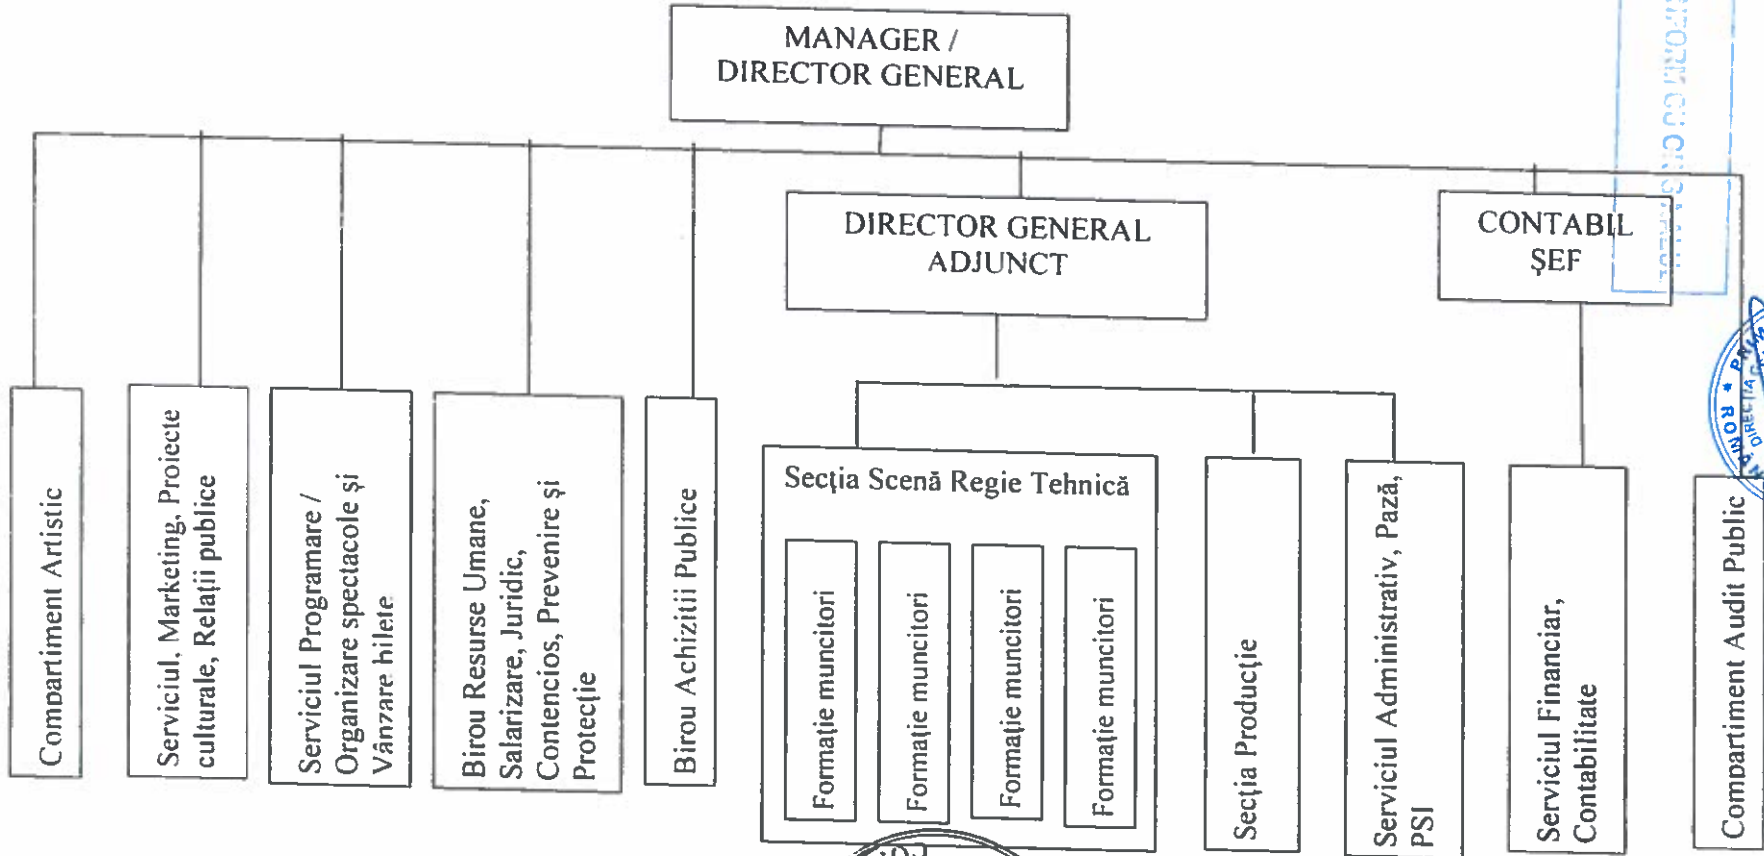 MANAGER /
DIRECTOR GENERAL
DIRECTOR GENERAL
ADJUNCT
CONTABIL
ŞEF
Compartiment Artistic
Serviciul, Marketing, Proiecte
culturale, Relaţii publice
Serviciul Programare /
Organizare spectacole şi
Vânzare bilete
Birou Resurse Umane,
Salarizare, Juridic,
Contencios, Prevenire şi
Protecţie
Birou Achizitii Publice
Secţia Scenă Regie Tehnică
Formaţie muncitori
Formaţie muncitori
Formaţie muncitori
Formaţie muncitori
Secţia Producţie
Serviciul Administrativ, Pază,
PSI
Serviciul Financiar,
Contabilitate
Compartiment Audit Public
CU
DIRECŢIA